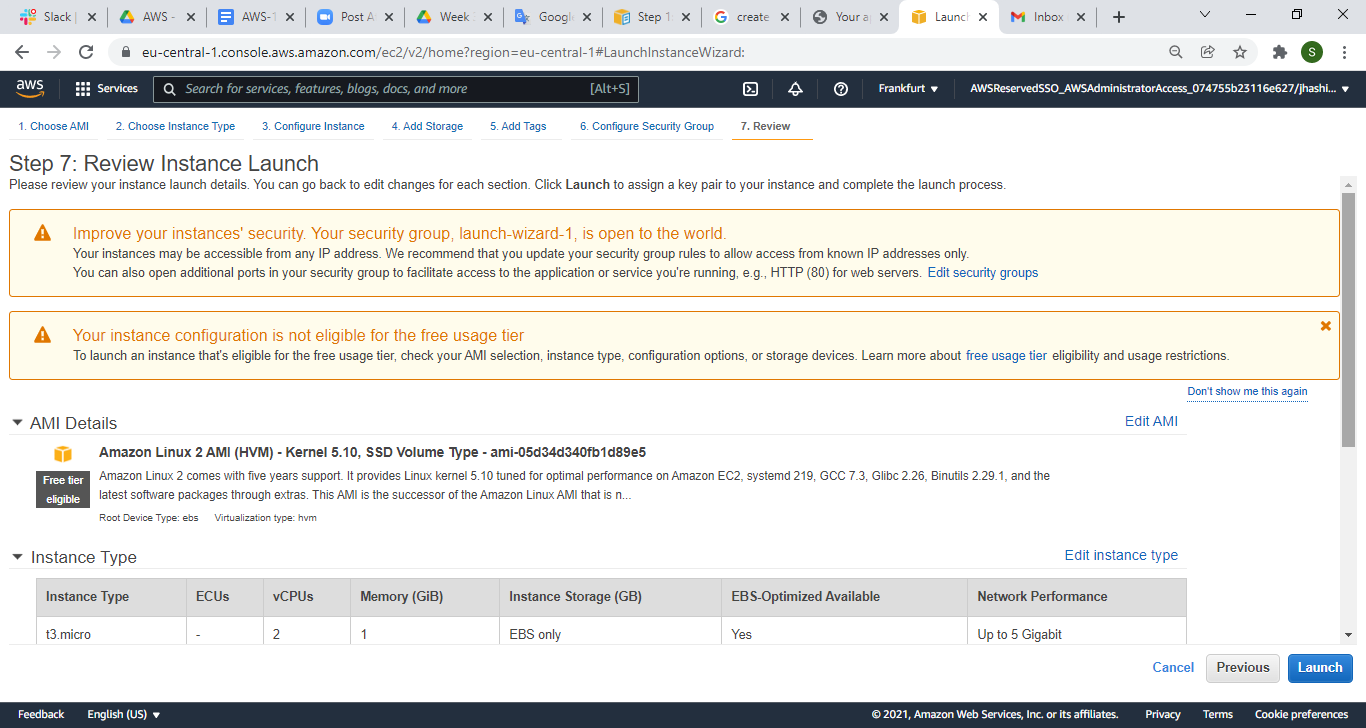 Slack
AWS -
AWS-1
Post A
Week
Googl
Step 1
create
Your a
Launch
Inbox
eu-central-1.console.aws.amazon.com/ec2/v2/home?region=eu-central-1#LaunchInstanceWizard:
S
aws
Services
Search for services, features, blogs, docs, and more
[Alt+S]
Frankfurt
AWSReservedSSO_AWSAdministratorAccess_074755b23116e627/jhashi...
1. Choose AMI
2. Choose Instance Type
3. Configure Instance
4. Add Storage
5. Add Tags
6. Configure Security Group
7. Review
Step 7: Review Instance Launch
Please review your instance launch details. You can go back to edit changes for each section. Click Launch to assign a key pair to your instance and complete the launch process.
Improve your instances' security. Your security group, launch-wizard-1, is open to the world.
Your instances may be accessible from any IP address. We recommend that you update your security group rules to allow access from known IP addresses only.
You can also open additional ports in your security group to facilitate access to the application or service you're running, e.g., HTTP (80) for web servers. Edit security groups
Your instance configuration is not eligible for the free usage tier
To launch an instance that's eligible for the free usage tier, check your AMI selection, instance type, configuration options, or storage devices. Learn more about free usage tier eligibility and usage restrictions.
Don't show me this again
AMI Details
Edit AMI
Amazon Linux 2 AMI (HVM) - Kernel 5.10, SSD Volume Type - ami-05d34d340fb1d89e5
Free tier
eligible
Amazon Linux 2 comes with five years support. It provides Linux kernel 5.10 tuned for optimal performance on Amazon EC2, systemd 219, GCC 7.3, Glibc 2.26, Binutils 2.29.1, and the
latest software packages through extras. This AMI is the successor of the Amazon Linux AMI that is n...
Root Device Type: ebs Virtualization type: hvm
Instance Type
Edit instance type
Instance Type ECUs vCPUs Memory (GiB) Instance Storage (GB) EBS-Optimized Available Network Performance
t3.micro - 2 1 EBS only Yes Up to 5 Gigabit
Cancel
Previous
Launch
Feedback
English (US)
© 2021, Amazon Web Services, Inc. or its affiliates.
Privacy
Terms
Cookie preferences